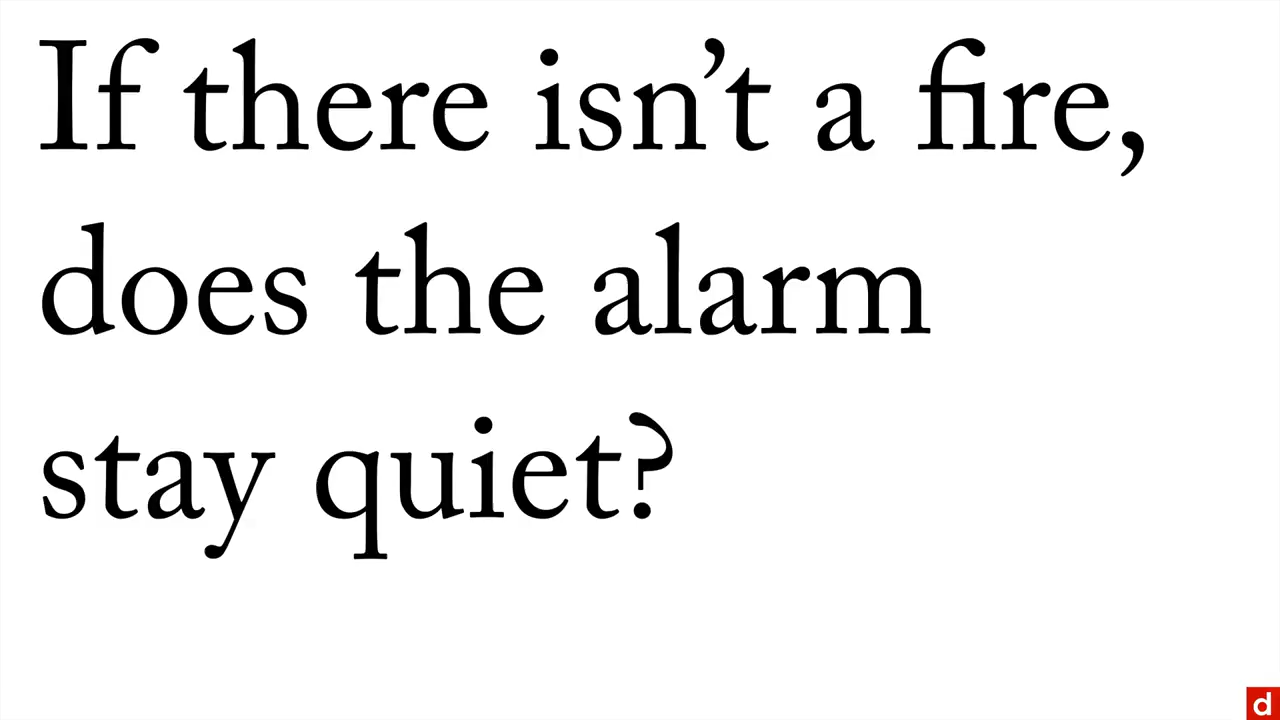 If there isn’t a fire,
does the alarm
stay quiet?
d